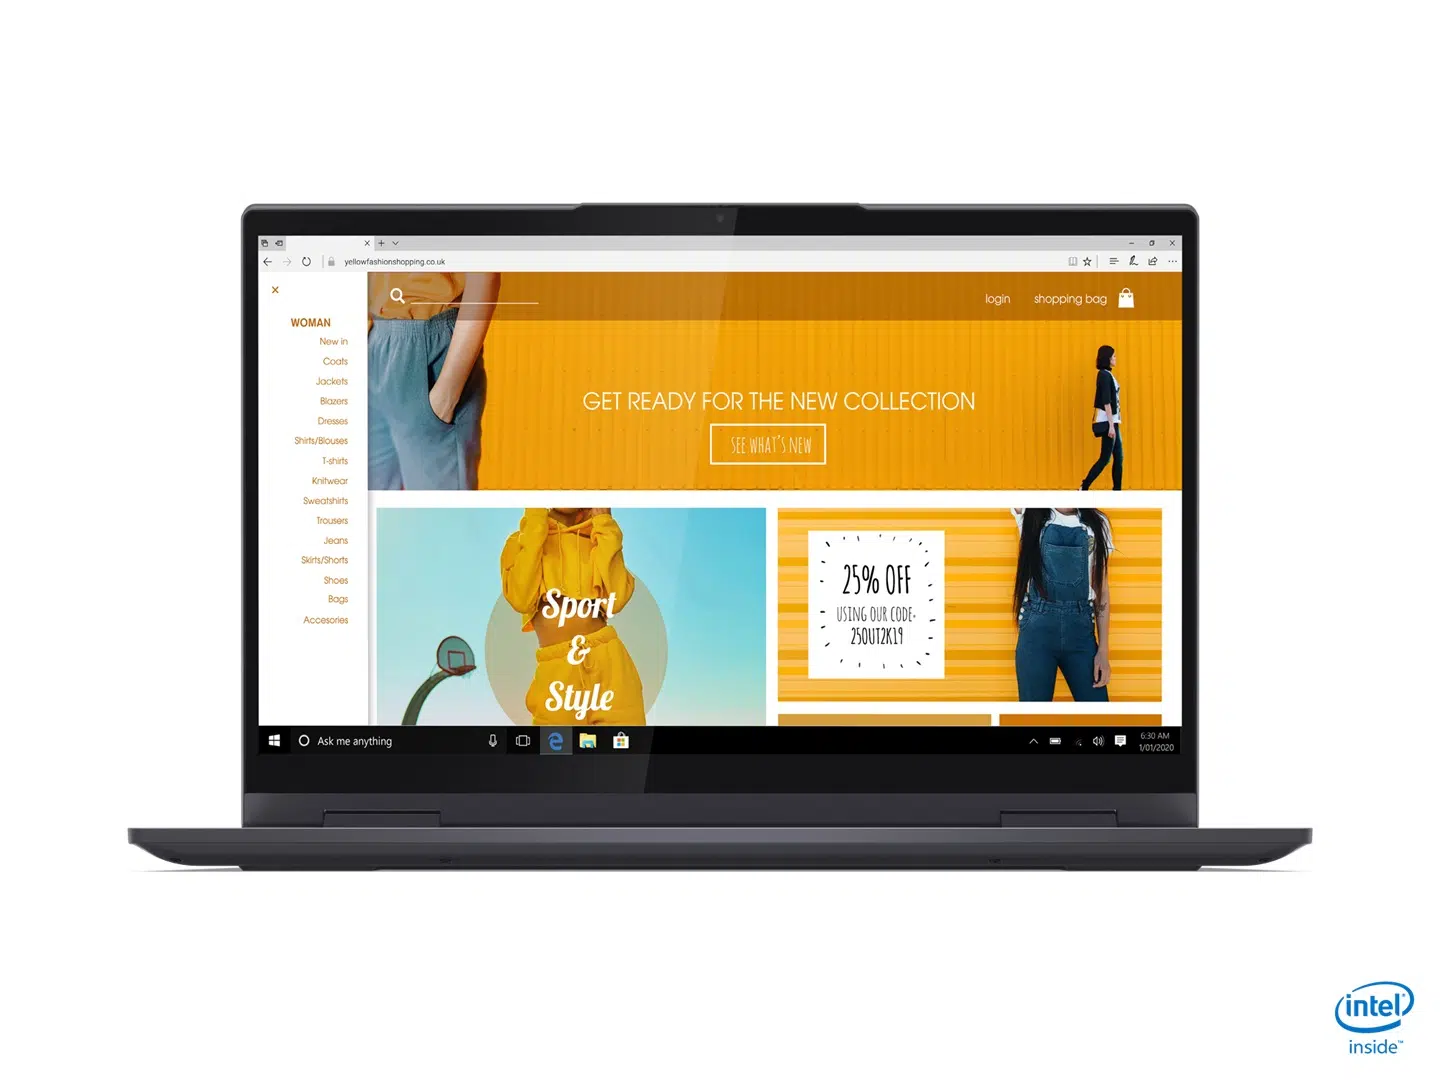 yellowfashionshopping.co.uk
login
shopping bag
WOMAN
New in
Coats
Jackets
Blazers
Dresses
Shirts/Blouses
T-shirts
Knitwear
Sweatshirts
Trousers
Jeans
Skirts/Shorts
Shoes
Bags
Accesories
GET READY FOR THE NEW COLLECTION
SEE WHAT'S NEW
Sport
&
Style
25% OFF
USING OUR CODE:
25OUT2K19
Ask me anything
6:30 AM
1/01/2020
intel
inside™